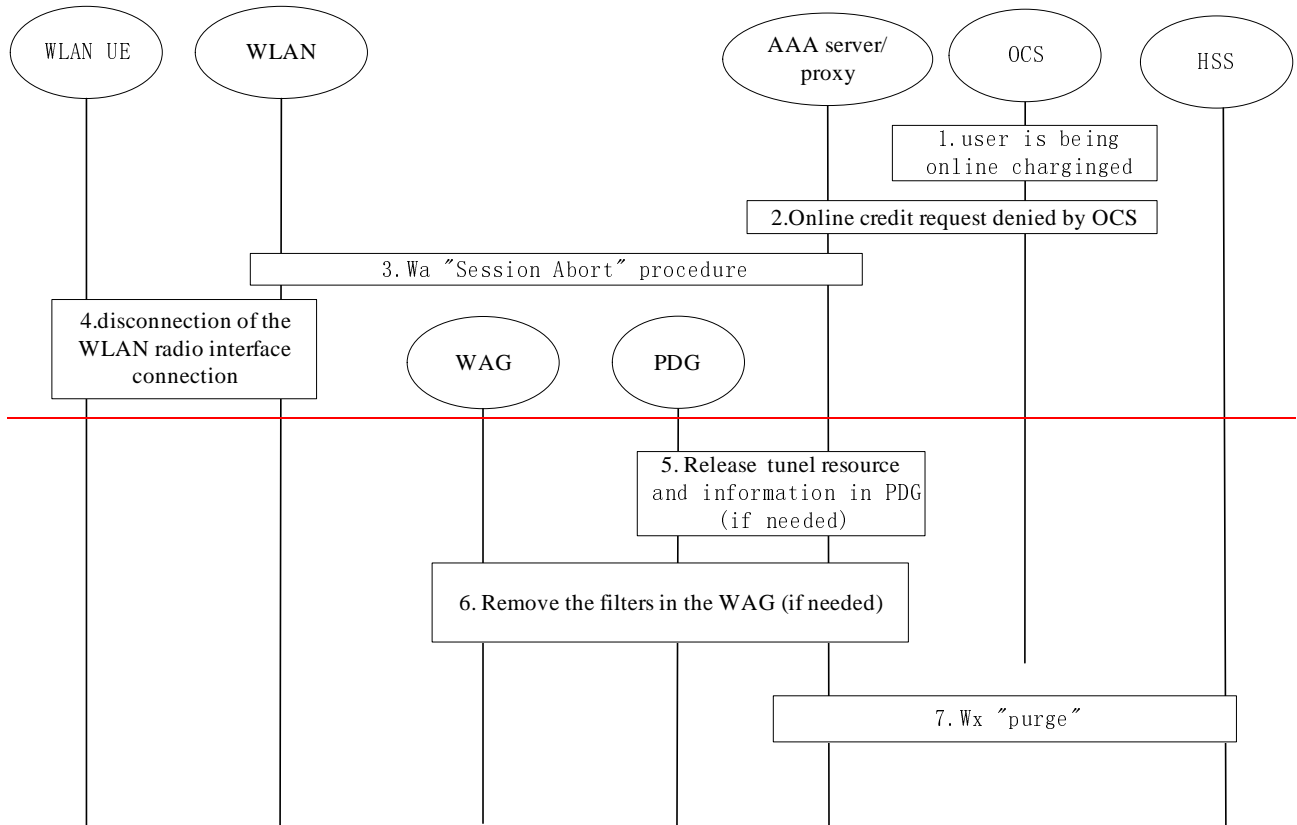 WLAN UE
WLAN
AAA server/
proxy
OCS
HSS
1.user is being
online charginged
2.Online credit request denied by OCS
3.Wa "Session Abort" procedure
4.disconnection of the
WLAN radio interface
connection
WAG
PDG
5. Release tunel resource
and information in PDG
(if needed)
6. Remove the filters in the WAG (if needed)
7.Wx "purge"